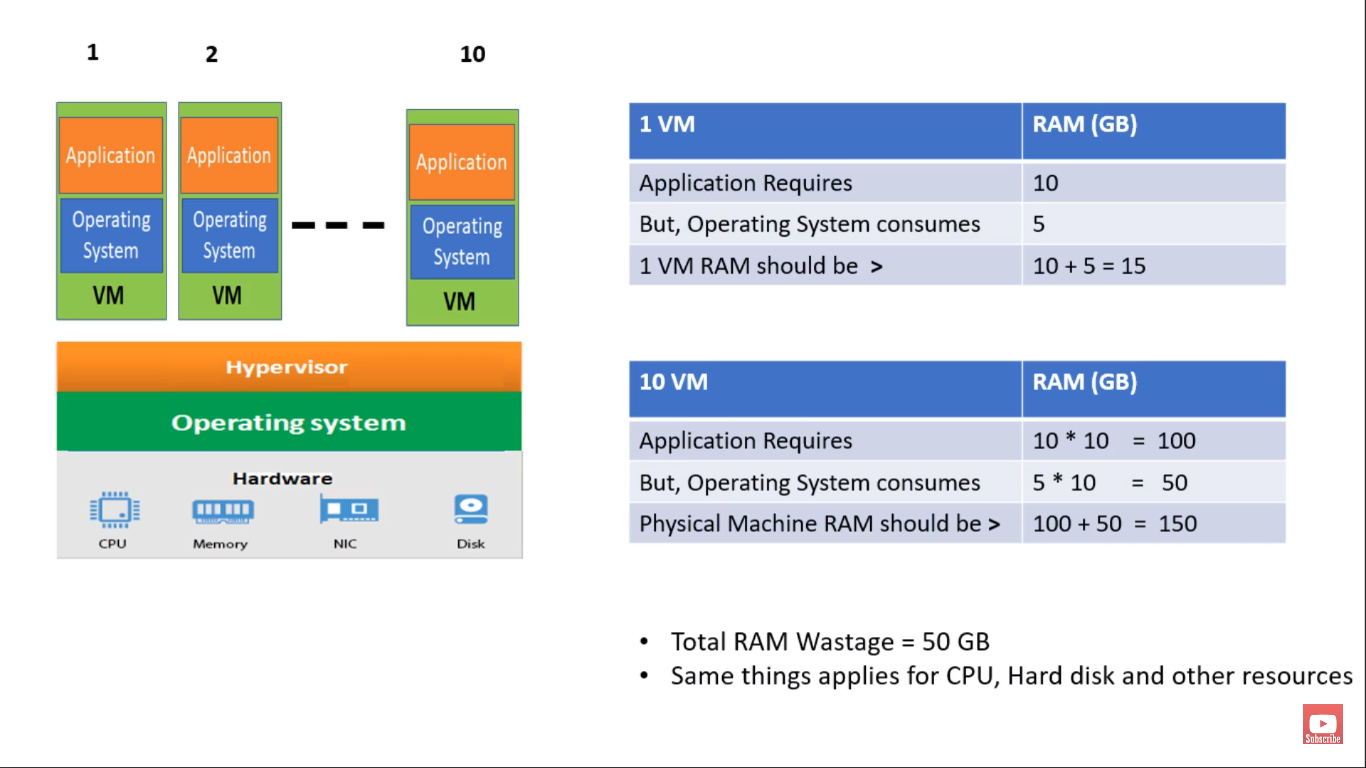 1 2 10
Application Application Application
Operating System Operating System Operating System
VM VM VM
Hypervisor
Operating system
Hardware
CPU Memory NIC Disk
1 VM RAM (GB)
Application Requires 10
But, Operating System consumes 5
1 VM RAM should be > 10 + 5 = 15
10 VM RAM (GB)
Application Requires 10 * 10 = 100
But, Operating System consumes 5 * 10 = 50
Physical Machine RAM should be > 100 + 50 = 150
• Total RAM Wastage = 50 GB
• Same things applies for CPU, Hard disk and other resources
Subscribe